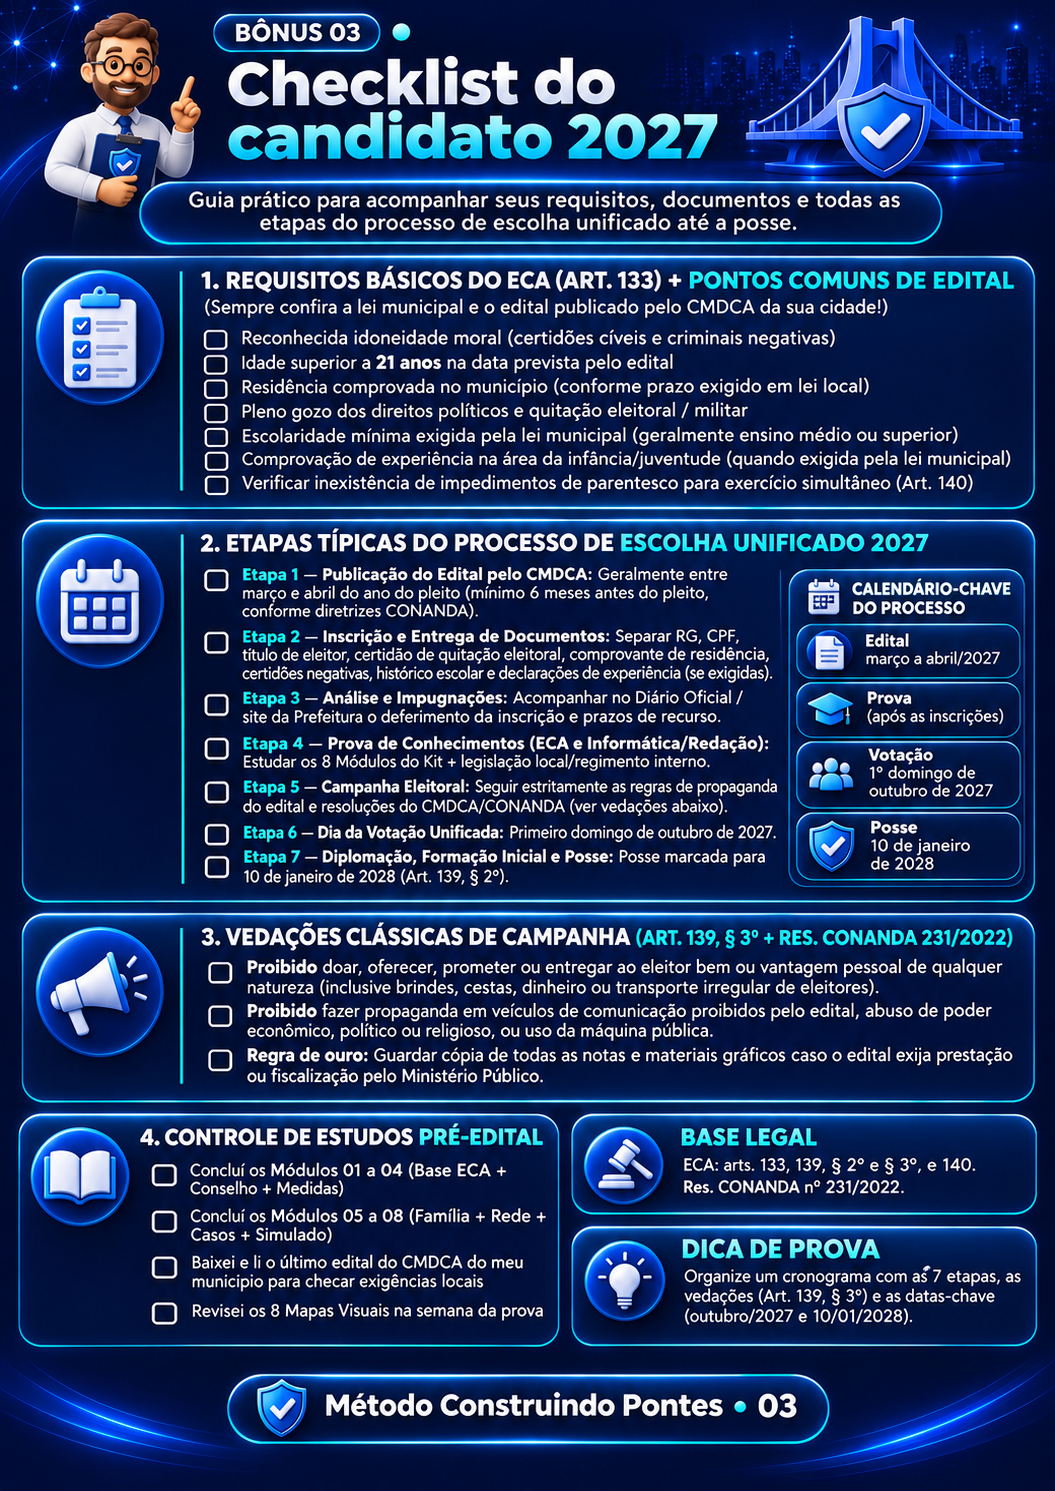 BÔNUS 03
Checklist do
candidato 2027
Guia prático para acompanhar seus requisitos, documentos e todas as
etapas do processo de escolha unificado até a posse.
1. REQUISITOS BÁSICOS DO ECA (ART. 133) + PONTOS COMUNS DE EDITAL
(Sempre confira a lei municipal e o edital publicado pelo CMDCA da sua cidade!)
Reconhecida idoneidade moral (certidões cíveis e criminais negativas)
Idade superior a 21 anos na data prevista pelo edital
Residência comprovada no município (conforme prazo exigido em lei local)
Pleno gozo dos direitos políticos e quitação eleitoral / militar
Escolaridade mínima exigida pela lei municipal (geralmente ensino médio ou superior)
Comprovação de experiência na área da infância/juventude (quando exigida pela lei municipal)
Verificar inexistência de impedimentos de parentesco para exercício simultâneo (Art. 140)
2. ETAPAS TÍPICAS DO PROCESSO DE ESCOLHA UNIFICADO 2027
Etapa 1 — Publicação do Edital pelo CMDCA: Geralmente entre
março e abril do ano do pleito (mínimo 6 meses antes do pleito,
conforme diretrizes CONANDA).
Etapa 2 — Inscrição e Entrega de Documentos: Separar RG, CPF,
título de eleitor, certidão de quitação eleitoral, comprovante de residência,
certidões negativas, histórico escolar e declarações de experiência (se exigidas).
Etapa 3 — Análise e Impugnações: Acompanhar no Diário Oficial /
site da Prefeitura o deferimento da inscrição e prazos de recurso.
Etapa 4 — Prova de Conhecimentos (ECA e Informática/Redação):
Estudar os 8 Módulos do Kit + legislação local/regimento interno.
Etapa 5 — Campanha Eleitoral: Seguir estritamente as regras de propaganda
do edital e resoluções do CMDCA/CONANDA (ver vedações abaixo).
Etapa 6 — Dia da Votação Unificada: Primeiro domingo de outubro de 2027.
Etapa 7 — Diplomação, Formação Inicial e Posse: Posse marcada para
10 de janeiro de 2028 (Art. 139, § 2º).
CALENDÁRIO-CHAVE
DO PROCESSO
Edital
março a abril/2027
Prova
(após as inscrições)
Votação
1º domingo de
outubro de 2027
Posse
10 de janeiro
de 2028
3. VEDAÇÕES CLÁSSICAS DE CAMPANHA (ART. 139, § 3º + RES. CONANDA 231/2022)
Proibido doar, oferecer, prometer ou entregar ao eleitor bem ou vantagem pessoal de qualquer
natureza (inclusive brindes, cestas, dinheiro ou transporte irregular de eleitores).
Proibido fazer propaganda em veículos de comunicação proibidos pelo edital, abuso de poder
econômico, político ou religioso, ou uso da máquina pública.
Regra de ouro: Guardar cópia de todas as notas e materiais gráficos caso o edital exija prestação
ou fiscalização pelo Ministério Público.
4. CONTROLE DE ESTUDOS PRÉ-EDITAL
Concluí os Módulos 01 a 04 (Base ECA +
Conselho + Medidas)
Concluí os Módulos 05 a 08 (Família + Rede +
Casos + Simulado)
Baixei e li o último edital do CMDCA do meu
municipio para checar exigências locais
Revisei os 8 Mapas Visuais na semana da prova
BASE LEGAL
ECA: arts. 133, 139, § 2º e § 3º, e 140.
Res. CONANDA nº 231/2022.
DICA DE PROVA
Organize um cronograma com as 7 etapas, as
vedações (Art. 139, § 3º) e as datas-chave
(outubro/2027 e 10/01/2028).
Método Construindo Pontes • 03